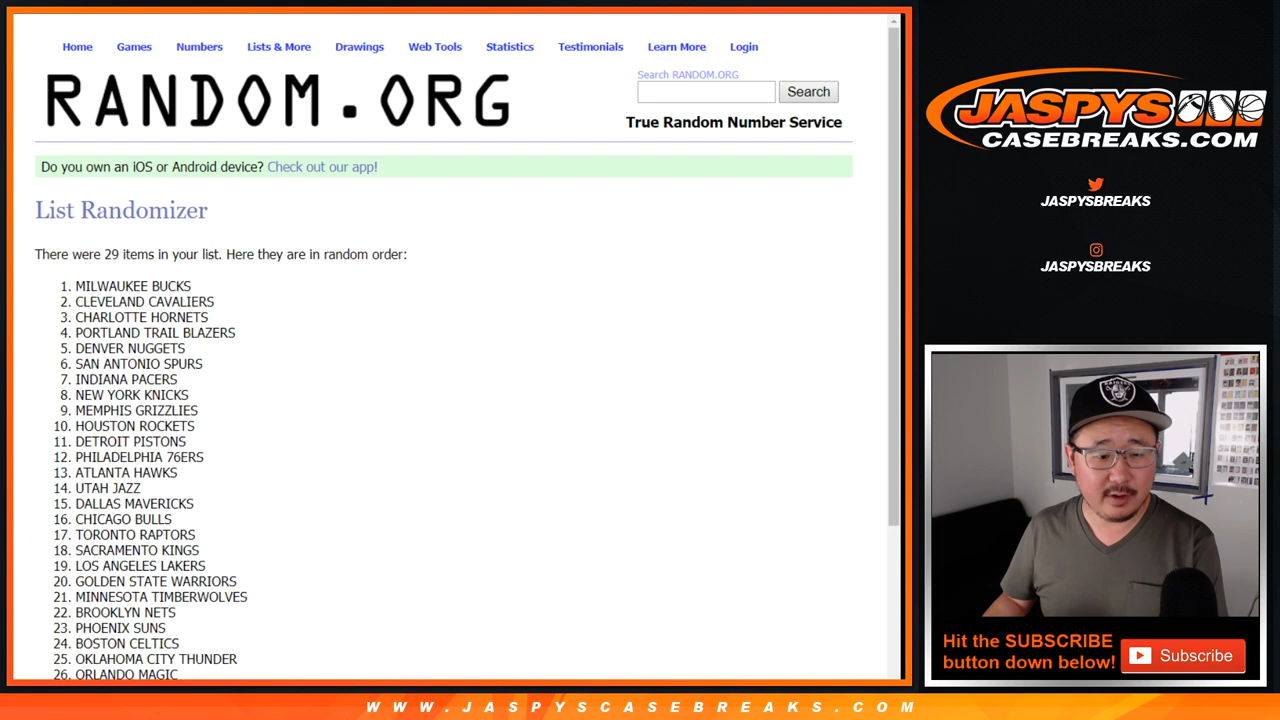 Home Games Numbers Lists & More Drawings Web Tools Statistics Testimonials Learn More Login
RANDOM.ORG
Search RANDOM.ORG
Search
True Random Number Service
Do you own an iOS or Android device? Check out our app!
List Randomizer
There were 29 items in your list. Here they are in random order:
1. MILWAUKEE BUCKS
2. CLEVELAND CAVALIERS
3. CHARLOTTE HORNETS
4. PORTLAND TRAIL BLAZERS
5. DENVER NUGGETS
6. SAN ANTONIO SPURS
7. INDIANA PACERS
8. NEW YORK KNICKS
9. MEMPHIS GRIZZLIES
10. HOUSTON ROCKETS
11. DETROIT PISTONS
12. PHILADELPHIA 76ERS
13. ATLANTA HAWKS
14. UTAH JAZZ
15. DALLAS MAVERICKS
16. CHICAGO BULLS
17. TORONTO RAPTORS
18. SACRAMENTO KINGS
19. LOS ANGELES LAKERS
20. GOLDEN STATE WARRIORS
21. MINNESOTA TIMBERWOLVES
22. BROOKLYN NETS
23. PHOENIX SUNS
24. BOSTON CELTICS
25. OKLAHOMA CITY THUNDER
26. ORLANDO MAGIC
JASPYS
CASEBREAKS.COM
JASPYSBREAKS
JASPYSBREAKS
RAIDERS
Hit the SUBSCRIBE
button down below!
Subscribe
WWW.JASPYSCASEBREAKS.COM